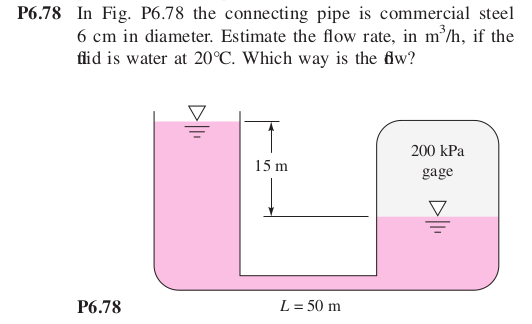 P6.78 In Fig. P6.78 the connecting pipe is commercial steel
6 cm in diameter. Estimate the flow rate, in m³/h, if the
fluid is water at 20°C. Which way is the flow?
15 m
200 kPa
gage
P6.78
L = 50 m